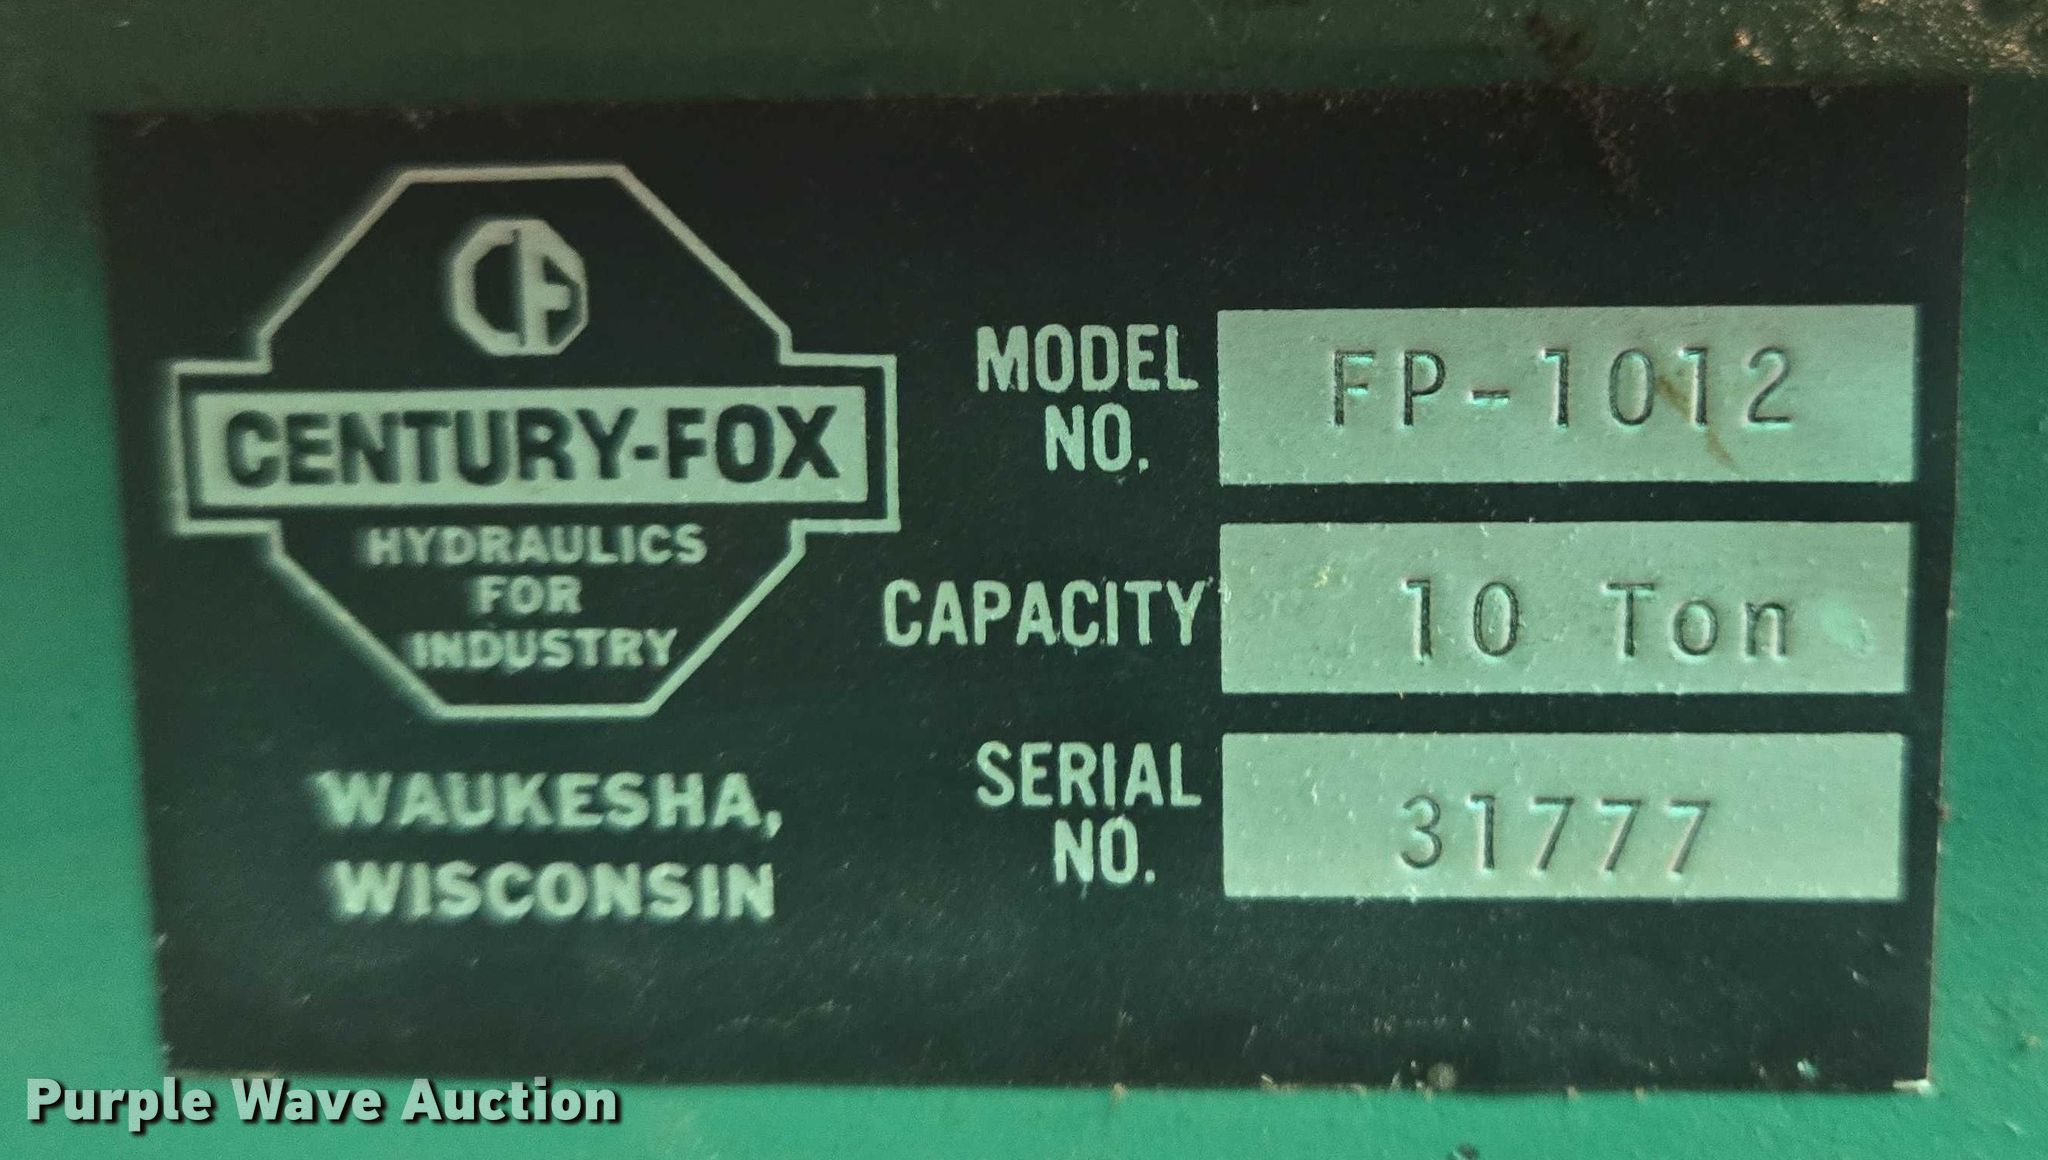 CF
CENTURY-FOX
HYDRAULICS
FOR
INDUSTRY
WAUKESHA,
WISCONSIN
MODEL
NO.
FP-1012
CAPACITY
10 Ton
SERIAL
NO.
31777
Purple Wave Auction